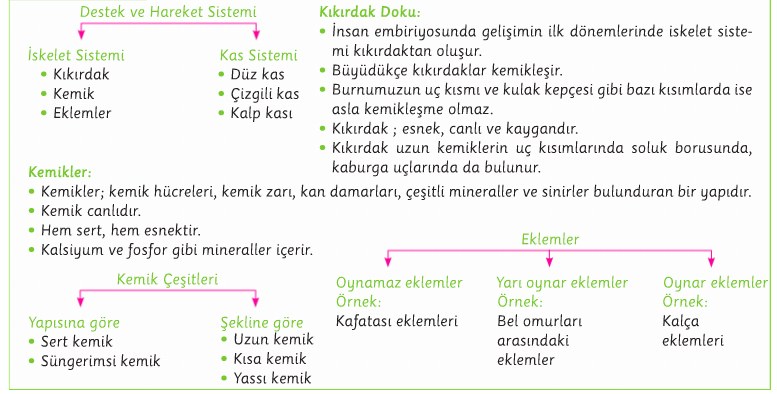 Destek ve Hareket Sistemi
İskelet Sistemi
• Kıkırdak
• Kemik
• Eklemler
Kas Sistemi
• Düz kas
• Çizgili kas
• Kalp kası
Kıkırdak Doku:
• İnsan embiriyosunda gelişimin ilk dönemlerinde iskelet siste-
mi kıkırdaktan oluşur.
• Büyüdükçe kıkırdaklar kemikleşir.
• Burnumuzun uç kısmı ve kulak kepçesi gibi bazı kısımlarda ise
asla kemikleşme olmaz.
• Kıkırdak ; esnek, canlı ve kaygandır.
• Kıkırdak uzun kemiklerin uç kısımlarında soluk borusunda,
kaburga uçlarında da bulunur.
Kemikler:
• Kemikler; kemik hücreleri, kemik zarı, kan damarları, çeşitli mineraller ve sinirler bulunduran bir yapıdır.
• Kemik canlıdır.
• Hem sert, hem esnektir.
• Kalsiyum ve fosfor gibi mineraller içerir.
Kemik Çeşitleri
Yapısına göre
• Sert kemik
• Süngerimsi kemik
Şekline göre
• Uzun kemik
• Kısa kemik
• Yassı kemik
Eklemler
Oynamaz eklemler
Örnek:
Kafatası eklemleri
Yarı oynar eklemler
Örnek:
Bel omurları
arasındaki
eklemler
Oynar eklemler
Örnek:
Kalça
eklemleri